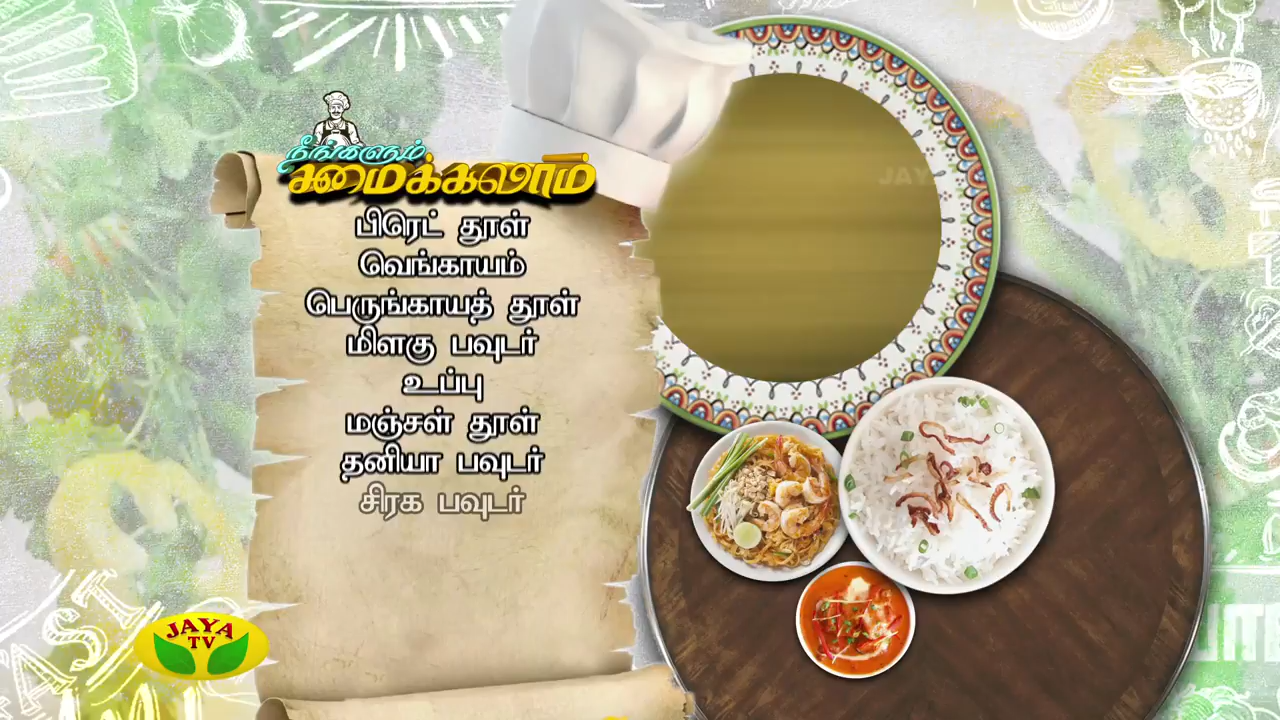 நீங்களும்
சமைக்கலாம்
பிரெட் தூள்
வெங்காயம்
பெருங்காயத் தூள்
மிளகு பவுடர்
உப்பு
மஞ்சள் தூள்
தனியா பவுடர்
சிரக பவுடர்
JAYA
TV